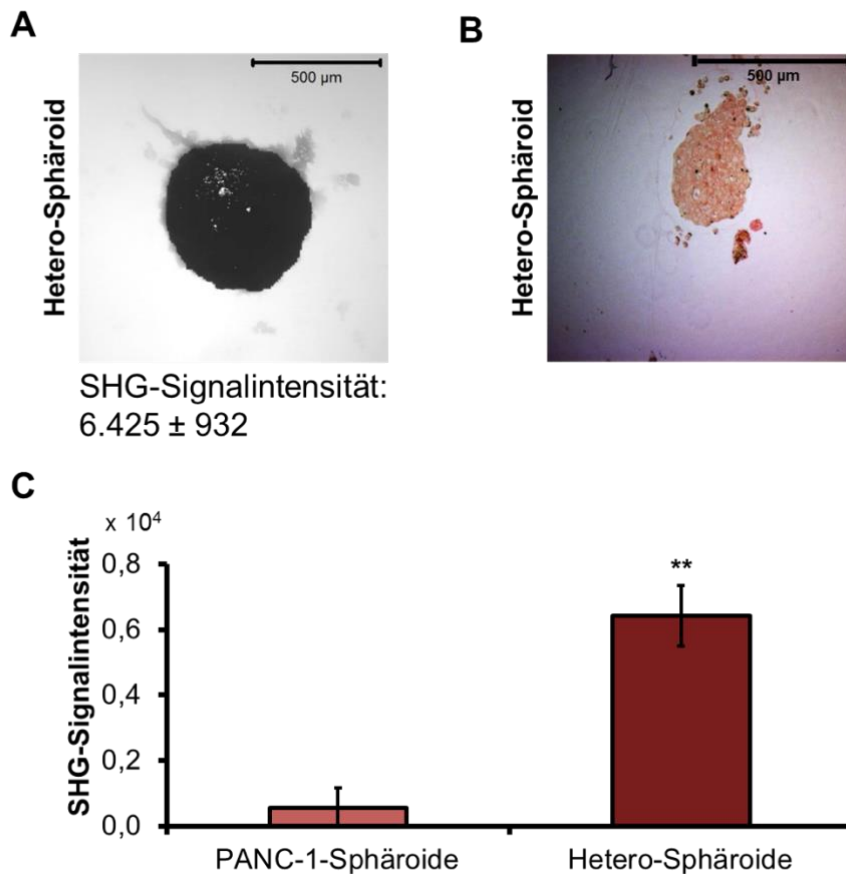 A
500 µm
Hetero-Sphäroid
SHG-Signalintensität:
6.425 ± 932
B
500 µm
Hetero-Sphäroid
C
x 10⁴
SHG-Signalintensität
0,8
0,6
0,4
0,2
0,0
**
PANC-1-Sphäroide
Hetero-Sphäroide